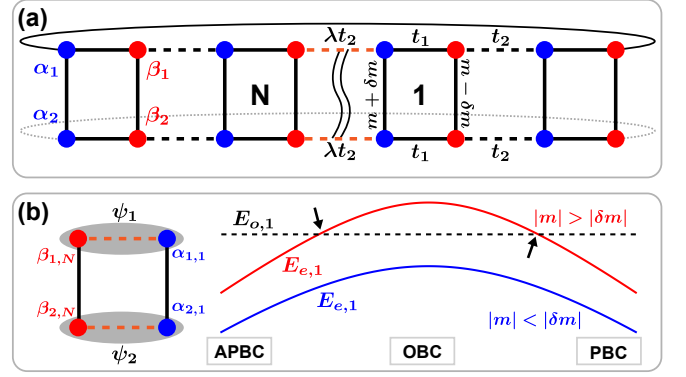 (a)
λt₂
t₁
t₂
α₁
β₁
m + δm
m − δm
N
1
α₂
β₂
λt₂
t₁
t₂
(b)
ψ₁
E₀,₁
|m| > |δm|
β₁,N
α₁,₁
Eₑ,₁
Eₑ,₁
β₂,N
α₂,₁
|m| < |δm|
ψ₂
APBC
OBC
PBC